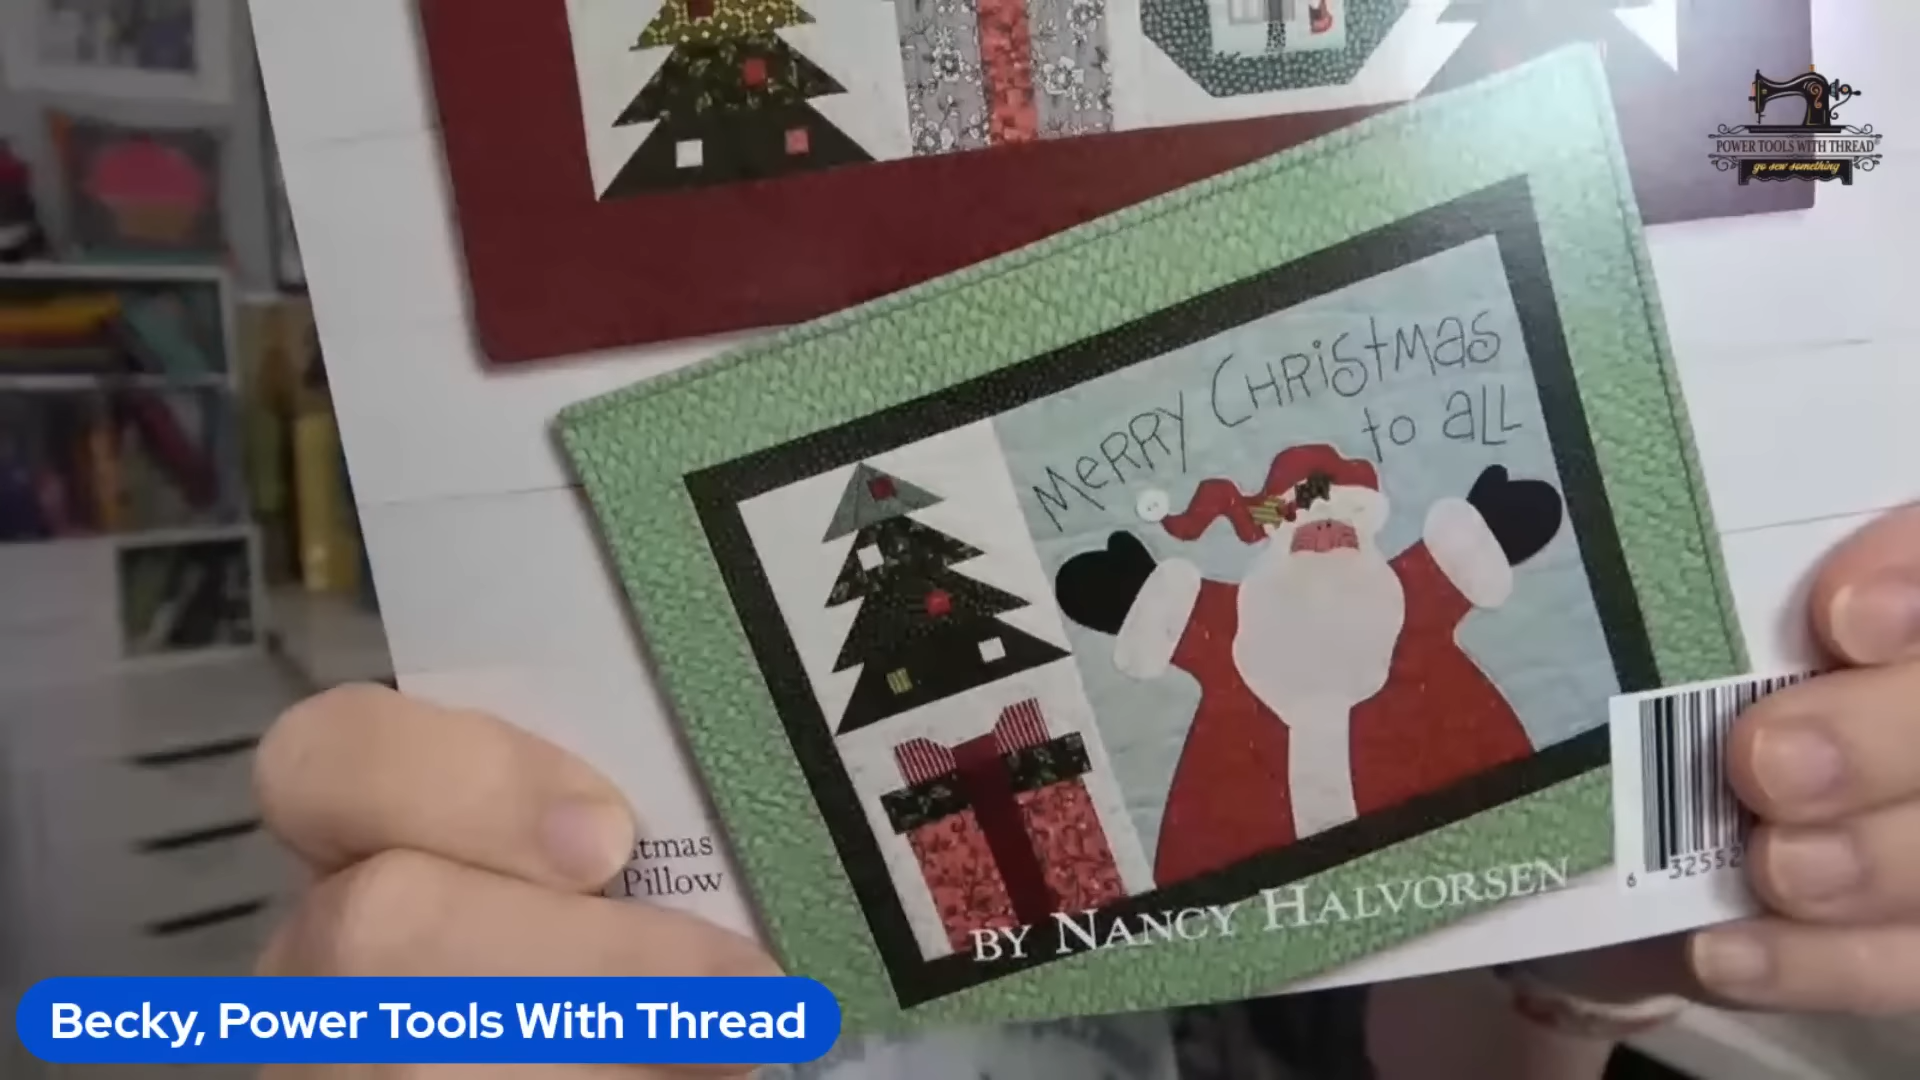 POWER TOOLS WITH THREAD
go sew something
MERRY CHRISTMAS
to all
Pillow
BY NANCY HALVORSEN
6
Becky, Power Tools With Thread